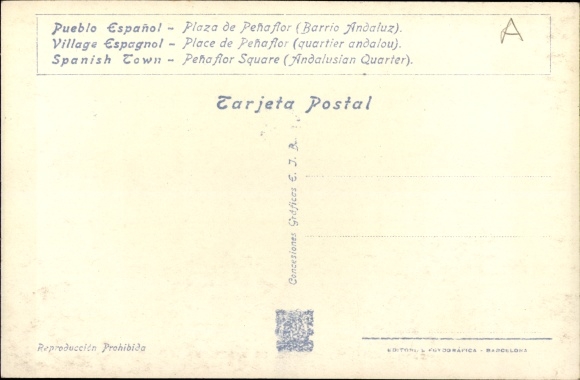 Pueblo Español - Plaza de Peñaflor (Barrio Andaluz).
Village Espagnol - Place de Peñaflor (quartier andalou).
Spanish Town - Peñaflor Square (Andalusian Quarter).
A
Tarjeta Postal
Concesiones Gráficas E. I. B.
Reproducción Prohibida
EDITORIAL FOTOGRÁFICA - BARCELONA